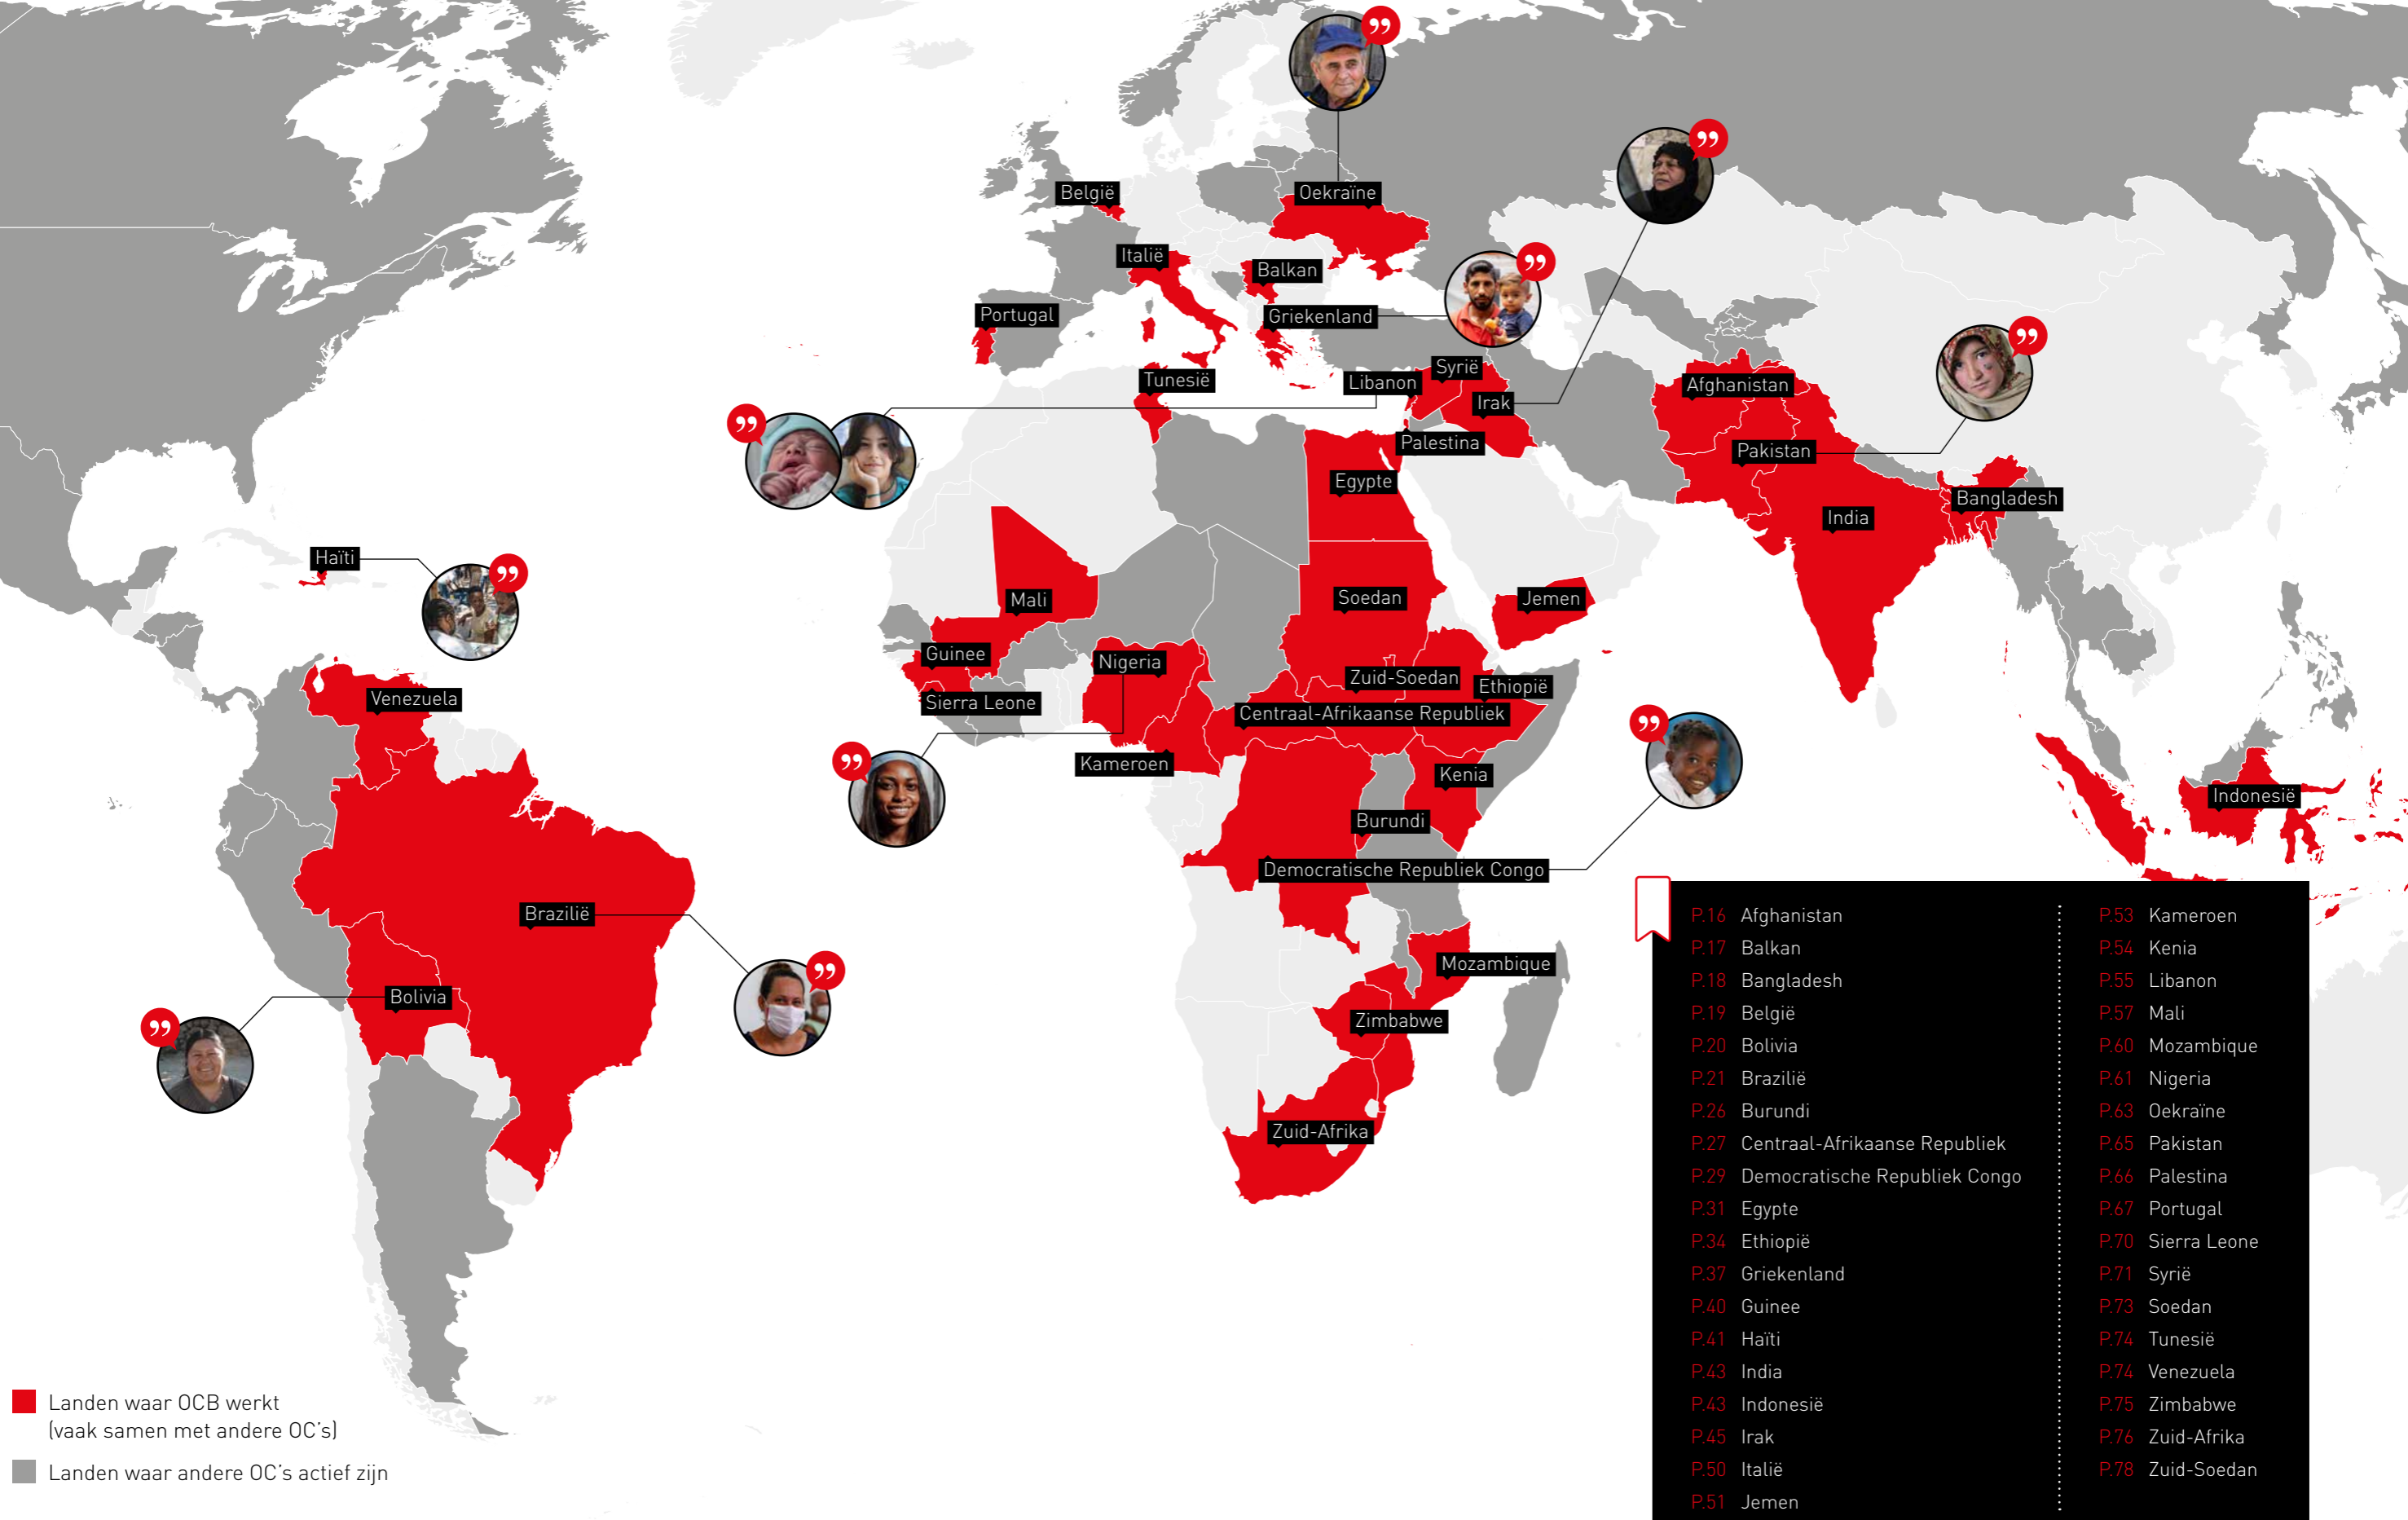 België
Oekraïne
Italië
Balkan
Portugal
Griekenland
Syrië
Tunesië
Libanon
Afghanistan
Irak
Palestina
Pakistan
Egypte
Bangladesh
India
Haïti
Mali
Soedan
Jemen
Guinee
Nigeria
Zuid-Soedan
Ethiopië
Venezuela
Sierra Leone
Centraal-Afrikaanse Republiek
Kameroen
Kenia
Indonesië
Burundi
Democratische Republiek Congo
Brazilië
Mozambique
Bolivia
Zimbabwe
Zuid-Afrika
P.16 Afghanistan
P.17 Balkan
P.18 Bangladesh
P.19 België
P.20 Bolivia
P.21 Brazilië
P.26 Burundi
P.27 Centraal-Afrikaanse Republiek
P.29 Democratische Republiek Congo
P.31 Egypte
P.34 Ethiopië
P.37 Griekenland
P.40 Guinee
P.41 Haïti
P.43 India
P.43 Indonesië
P.45 Irak
P.50 Italië
P.51 Jemen
P.53 Kameroen
P.54 Kenia
P.55 Libanon
P.57 Mali
P.60 Mozambique
P.61 Nigeria
P.63 Oekraïne
P.65 Pakistan
P.66 Palestina
P.67 Portugal
P.70 Sierra Leone
P.71 Syrië
P.73 Soedan
P.74 Tunesië
P.74 Venezuela
P.75 Zimbabwe
P.76 Zuid-Afrika
P.78 Zuid-Soedan
Landen waar OCB werkt
(vaak samen met andere OC's)
Landen waar andere OC's actief zijn